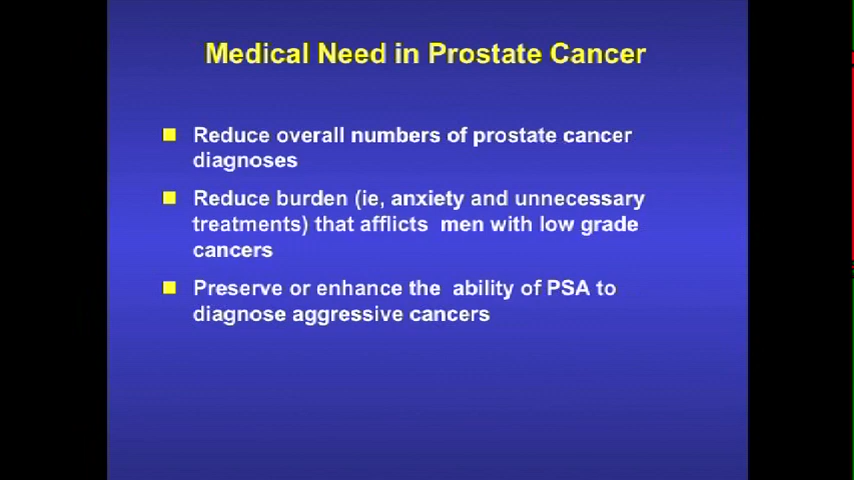 Medical Need in Prostate Cancer
Reduce overall numbers of prostate cancer
diagnoses
Reduce burden (ie, anxiety and unnecessary
treatments) that afflicts men with low grade
cancers
Preserve or enhance the ability of PSA to
diagnose aggressive cancers